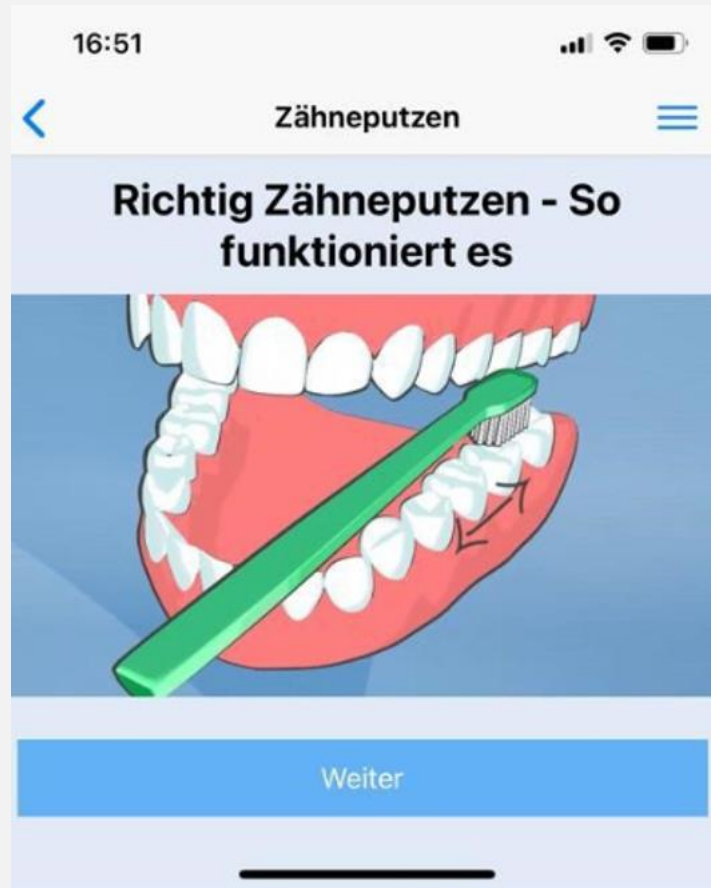 16:51
Zähneputzen
Richtig Zähneputzen - So
funktioniert es
Weiter